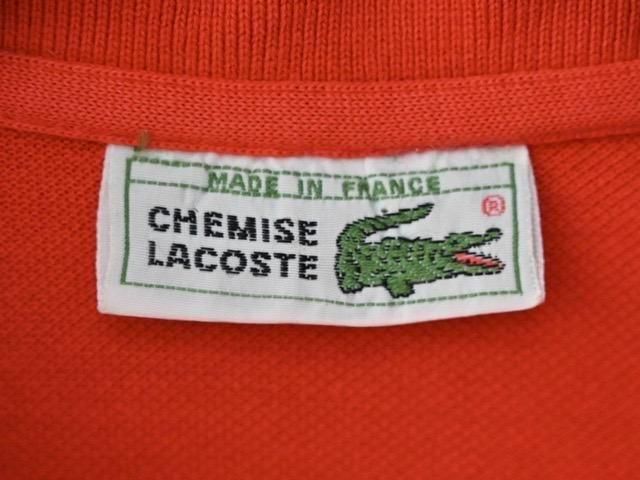 MADE IN FRANCE
CHEMISE
LACOSTE
®